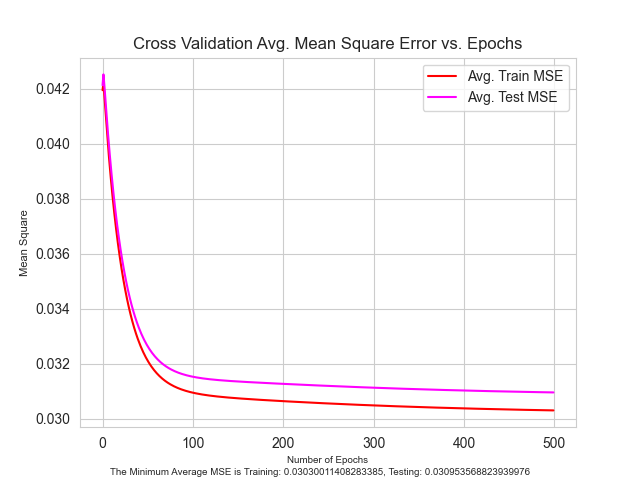 Cross Validation Avg. Mean Square Error vs. Epochs
Avg. Train MSE
Avg. Test MSE
0.042
0.040
0.038
0.036
0.034
0.032
0.030
Mean Square
0 100 200 300 400 500
Number of Epochs
The Minimum Average MSE is Training: 0.03030011408283385, Testing: 0.030953568823939976